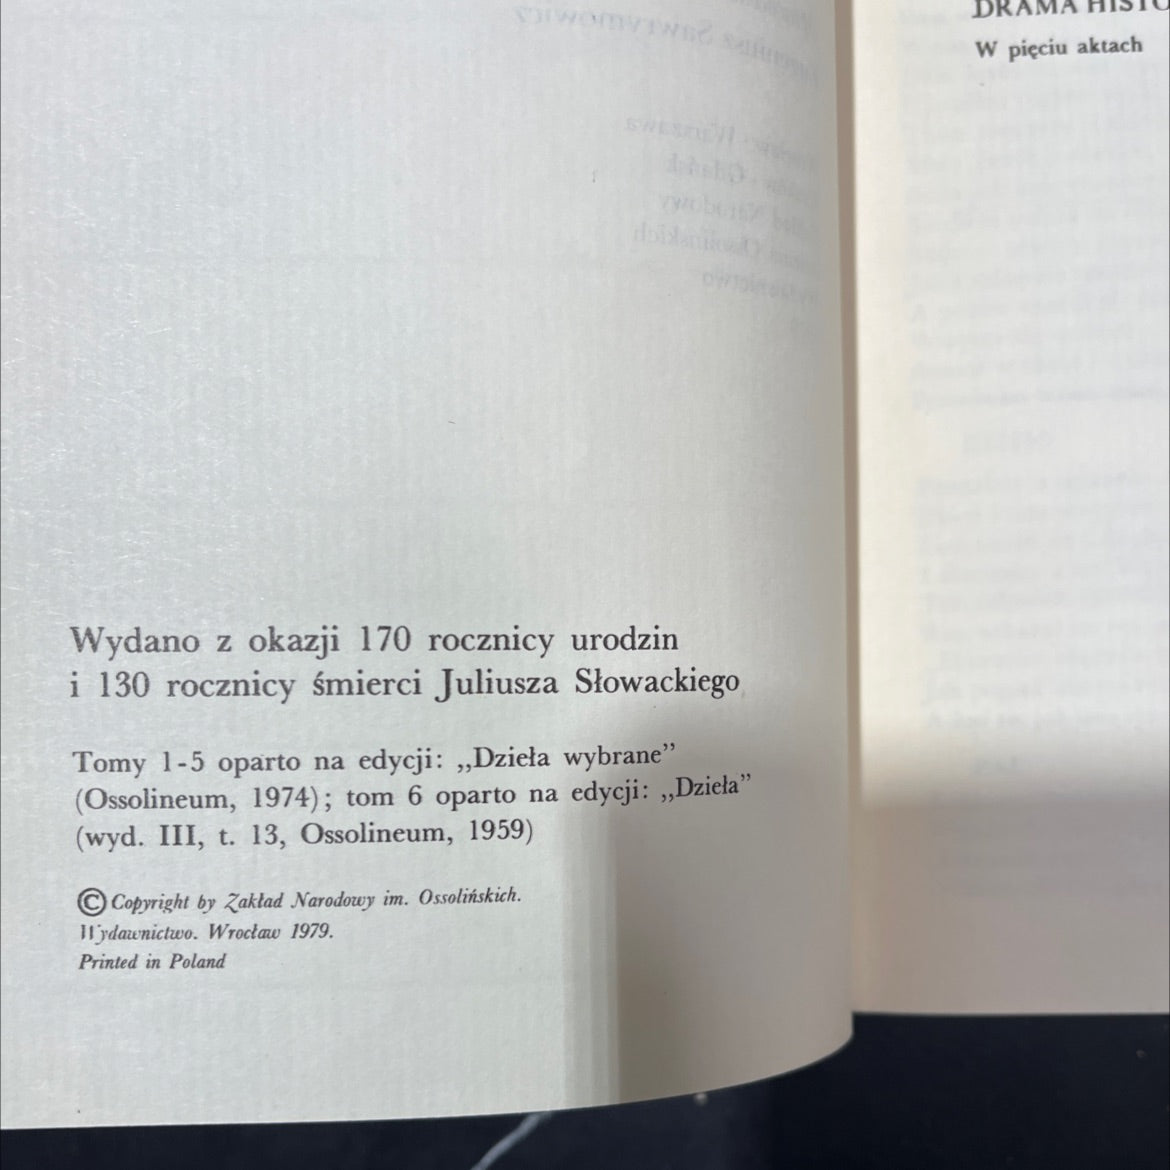 Wydano z okazji 170 rocznicy urodzin
i 130 rocznicy śmierci Juliusza Słowackiego
Tomy 1-5 oparto na edycji: ,,Dzieła wybrane”
(Ossolineum, 1974); tom 6 oparto na edycji: ,,Dzieła”
(wyd. III, t. 13, Ossolineum, 1959)
© Copyright by Zakład Narodowy im. Ossolińskich.
Wydawnictwo. Wrocław 1979.
Printed in Poland
DRAMA
W pięciu aktach